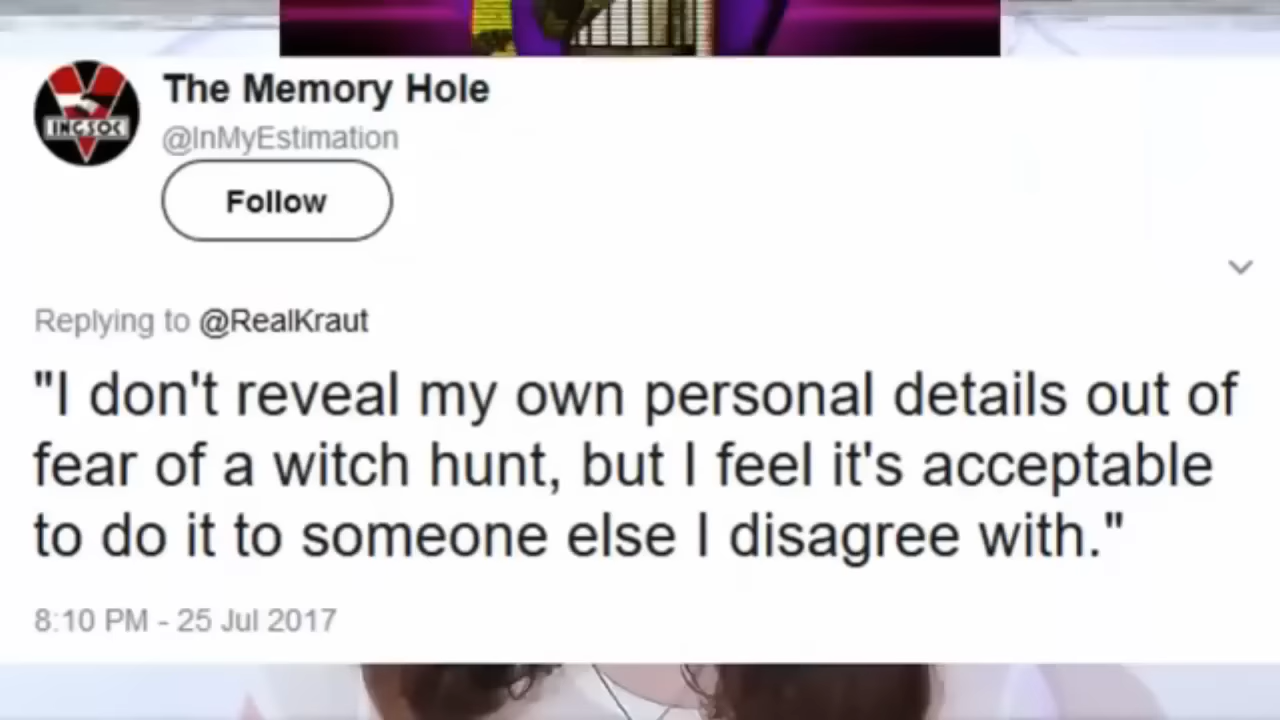 The Memory Hole
INGSOC
@InMyEstimation
Follow
Replying to @RealKraut
"I don't reveal my own personal details out of
fear of a witch hunt, but I feel it's acceptable
to do it to someone else I disagree with."
8:10 PM - 25 Jul 2017